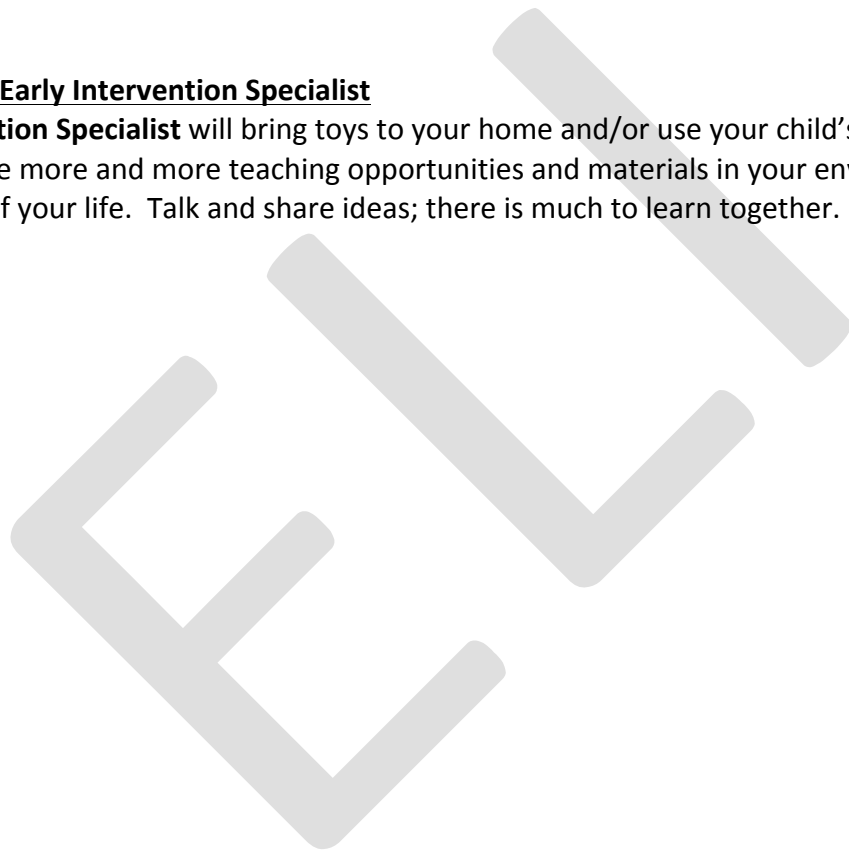 Early Intervention Specialist
tion Specialist will bring toys to your home and/or use your child’s
e more and more teaching opportunities and materials in your env
f your life.  Talk and share ideas; there is much to learn together.
ELI